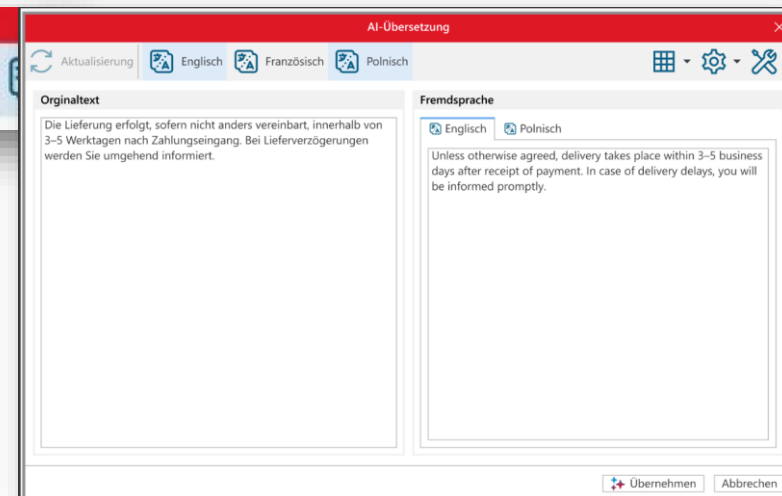 AI-Übersetzung
Aktualisierung Englisch Französisch Polnisch
Orginaltext
Die Lieferung erfolgt, sofern nicht anders vereinbart, innerhalb von
3–5 Werktagen nach Zahlungseingang. Bei Lieferverzögerungen
werden Sie umgehend informiert.
Fremdsprache
Englisch Polnisch
Unless otherwise agreed, delivery takes place within 3–5 business
days after receipt of payment. In case of delivery delays, you will
be informed promptly.
Übernehmen Abbrechen